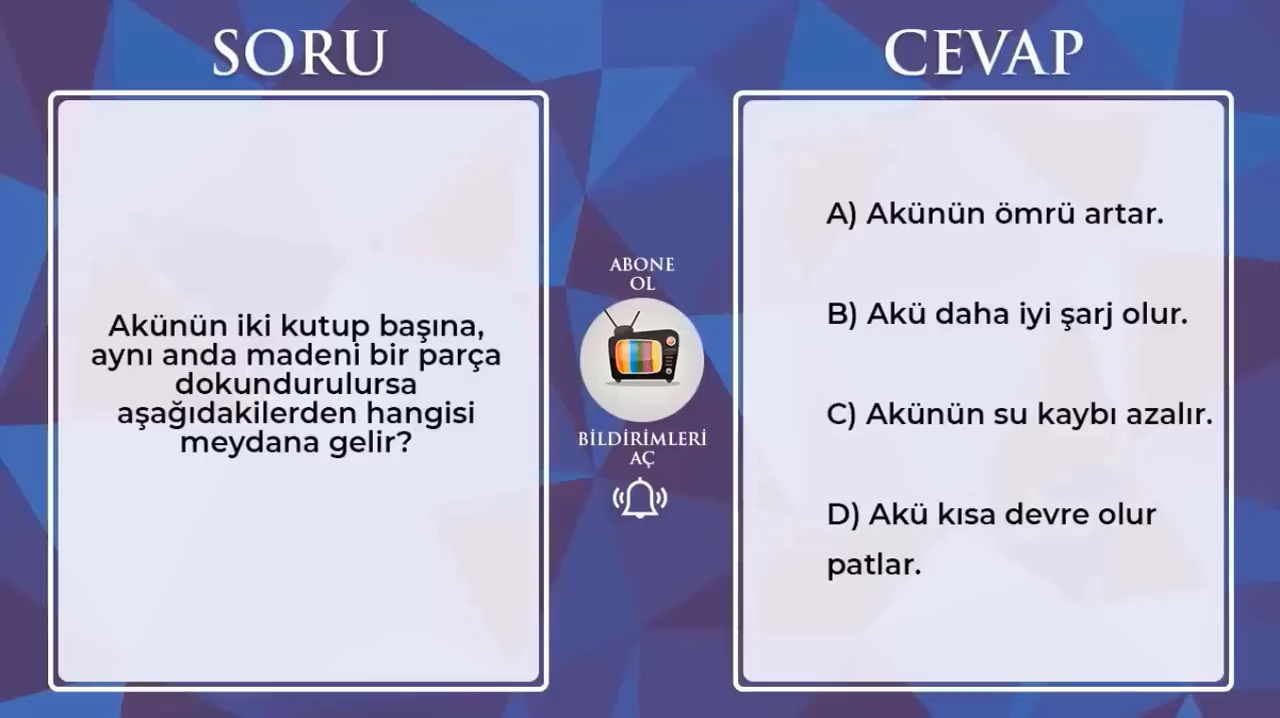 SORU
Akünün iki kutup başına,
aynı anda madeni bir parça
dokundurulursa
aşağıdakilerden hangisi
meydana gelir?
ABONE
OL
BİLDİRİMLERİ
AÇ
CEVAP
A) Akünün ömrü artar.
B) Akü daha iyi şarj olur.
C) Akünün su kaybı azalır.
D) Akü kısa devre olur
patlar.